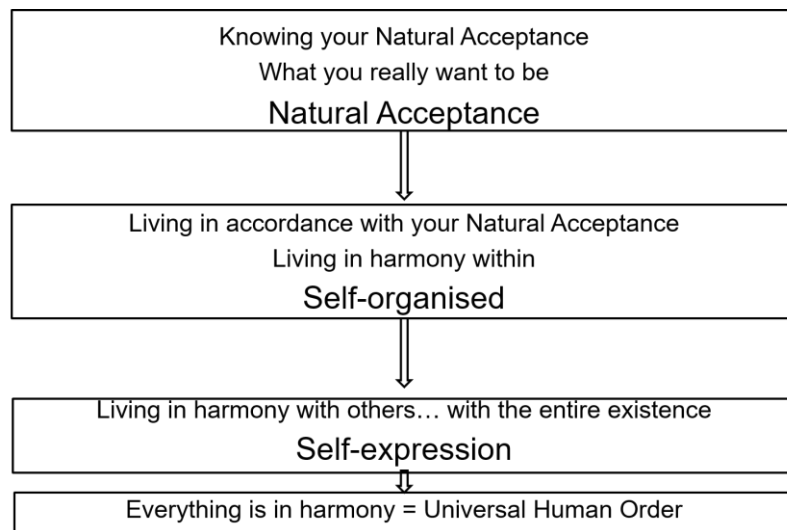 Knowing your Natural Acceptance
What you really want to be
Natural Acceptance
Living in accordance with your Natural Acceptance
Living in harmony within
Self-organised
Living in harmony with others… with the entire existence
Self-expression
Everything is in harmony = Universal Human Order